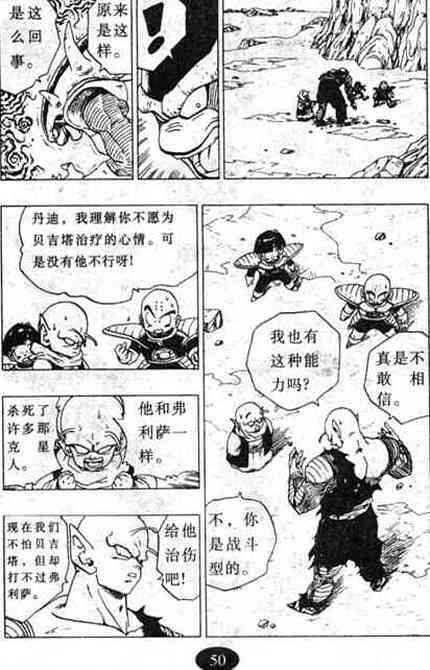 !
原来
是这
样。
是这
么回
事。
真是不
敢相
信。
我也有
这种能
力吗？
不，你
是战斗
型的。
丹迪，我理解你不愿为
贝吉塔治疗的心情。可
是没有他不行呀!
他和弗
利萨一
样。
杀死了
许多那
克星
人。
给他
治伤
吧!
现在我们
不怕贝吉
塔，但却
打不过弗
利萨。
50